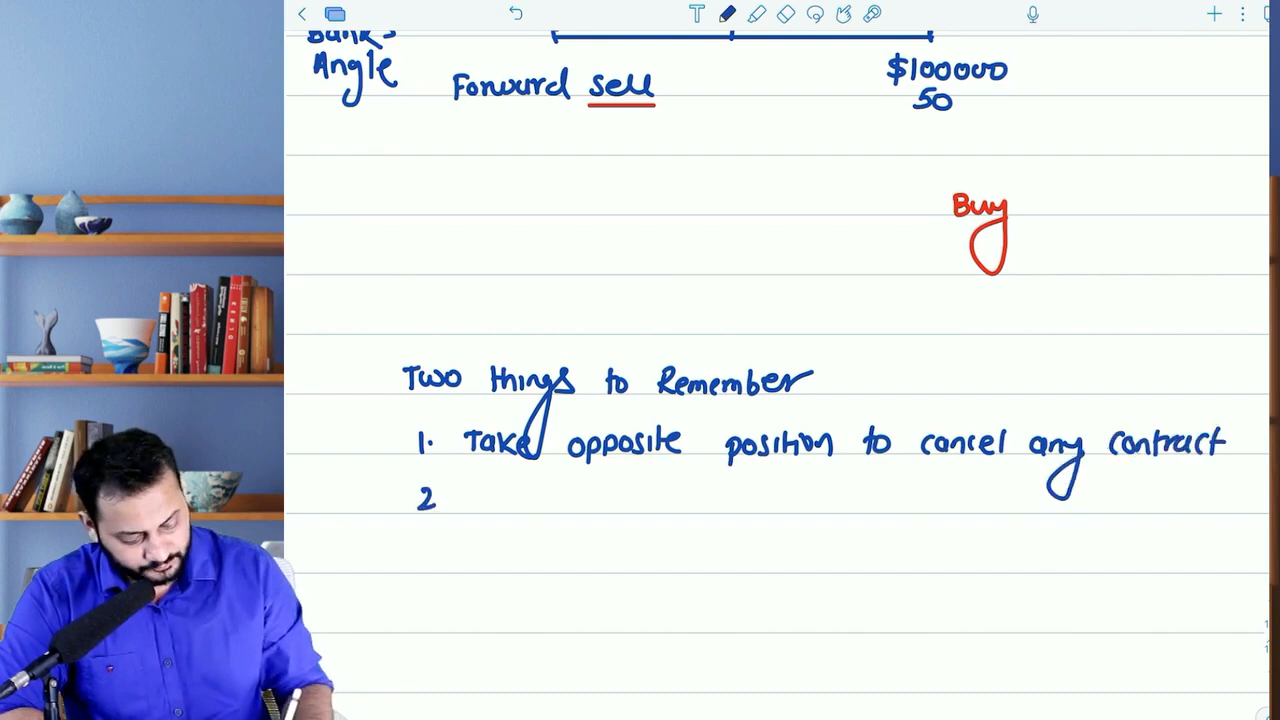 Bank's
Angle
Forward sell
$100000
50
Buy
Two things to Remember
1. Take opposite position to cancel any contract
2